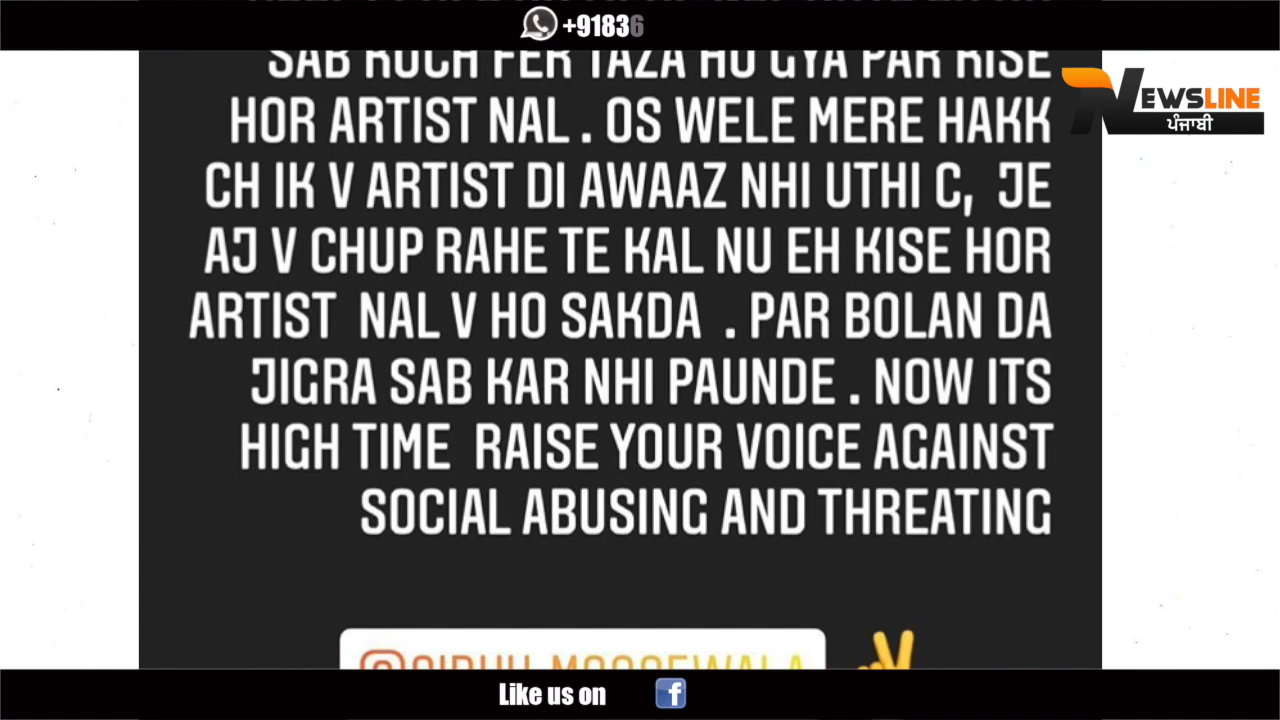 +91836
SAB KUCH FER TAZA HO GYA PAR KISE
HOR ARTIST NAL . OS WELE MERE HAKK
CH IK V ARTIST DI AWAAZ NHI UTHI C, JE
AJ V CHUP RAHE TE KAL NU EH KISE HOR
ARTIST NAL V HO SAKDA . PAR BOLAN DA
JIGRA SAB KAR NHI PAUNDE . NOW ITS
HIGH TIME RAISE YOUR VOICE AGAINST
SOCIAL ABUSING AND THREATING
@SIDHU_MOOSEWALA
NEWSLINE
ਪੰਜਾਬੀ
Like us on